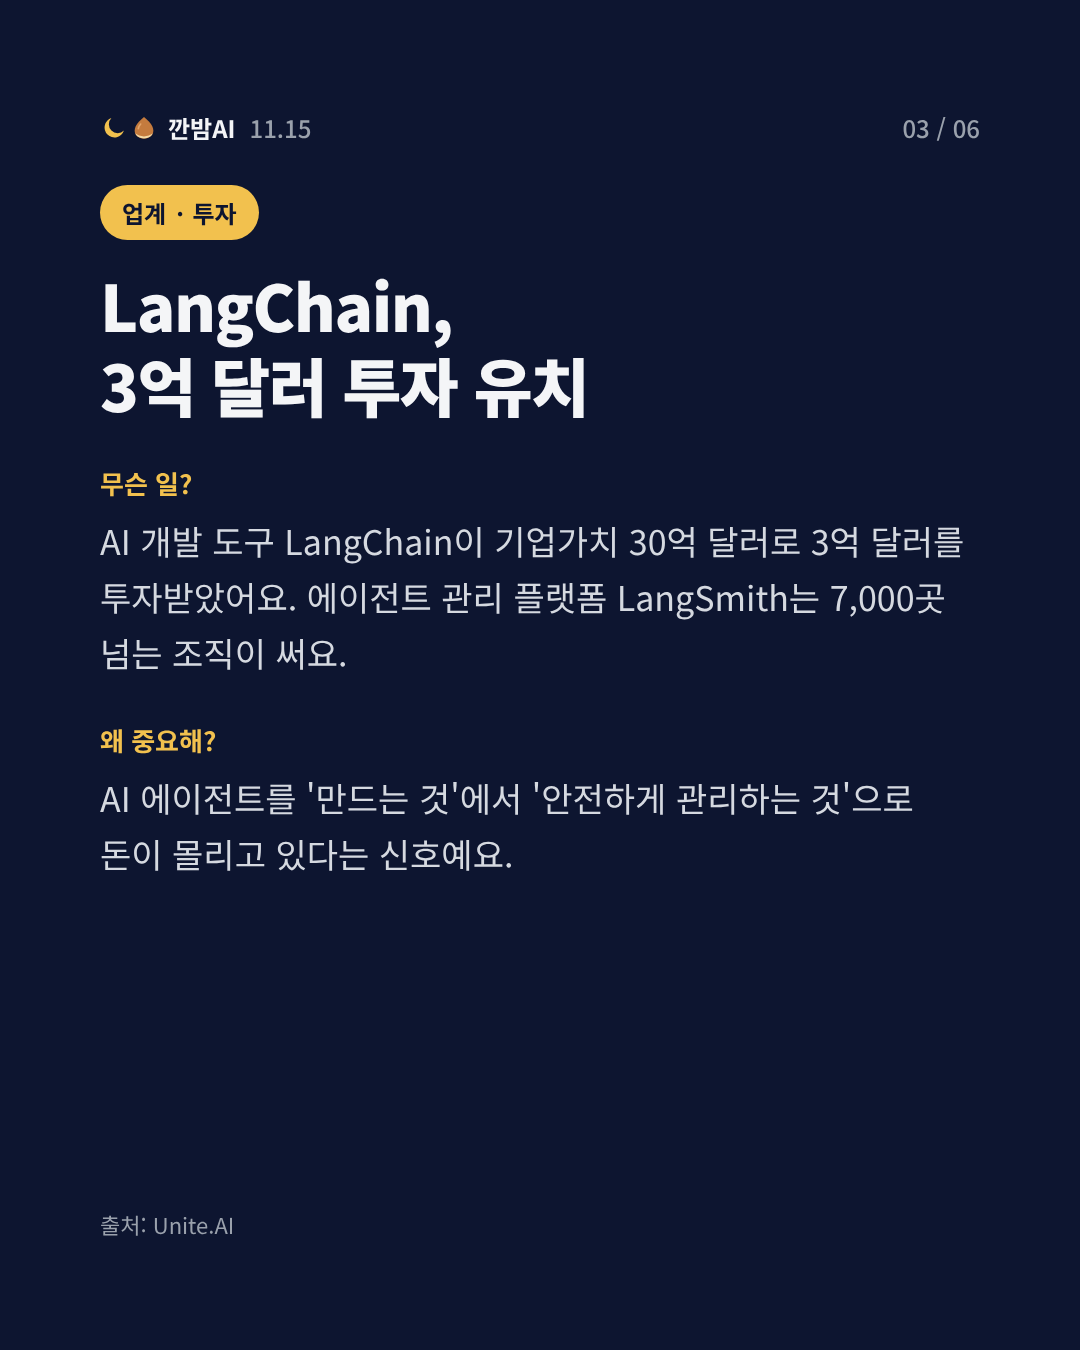 깐밤AI 11.15
03 / 06
업계 · 투자
LangChain,
3억 달러 투자 유치
무슨 일?
AI 개발 도구 LangChain이 기업가치 30억 달러로 3억 달러를
투자받았어요. 에이전트 관리 플랫폼 LangSmith는 7,000곳
넘는 조직이 써요.
왜 중요해?
AI 에이전트를 '만드는 것'에서 '안전하게 관리하는 것'으로
돈이 몰리고 있다는 신호예요.
출처: Unite.AI